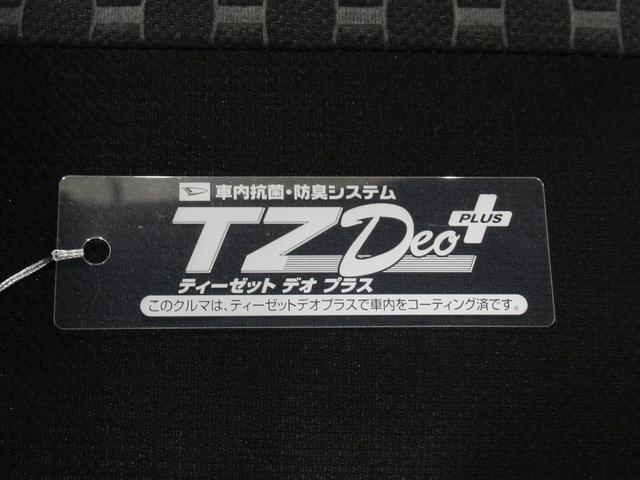 車内抗菌・防臭システム
TZ Deo PLUS
ティーゼット デオ プラス
このクルマは、ティーゼットデオプラスで車内をコーティング済です。